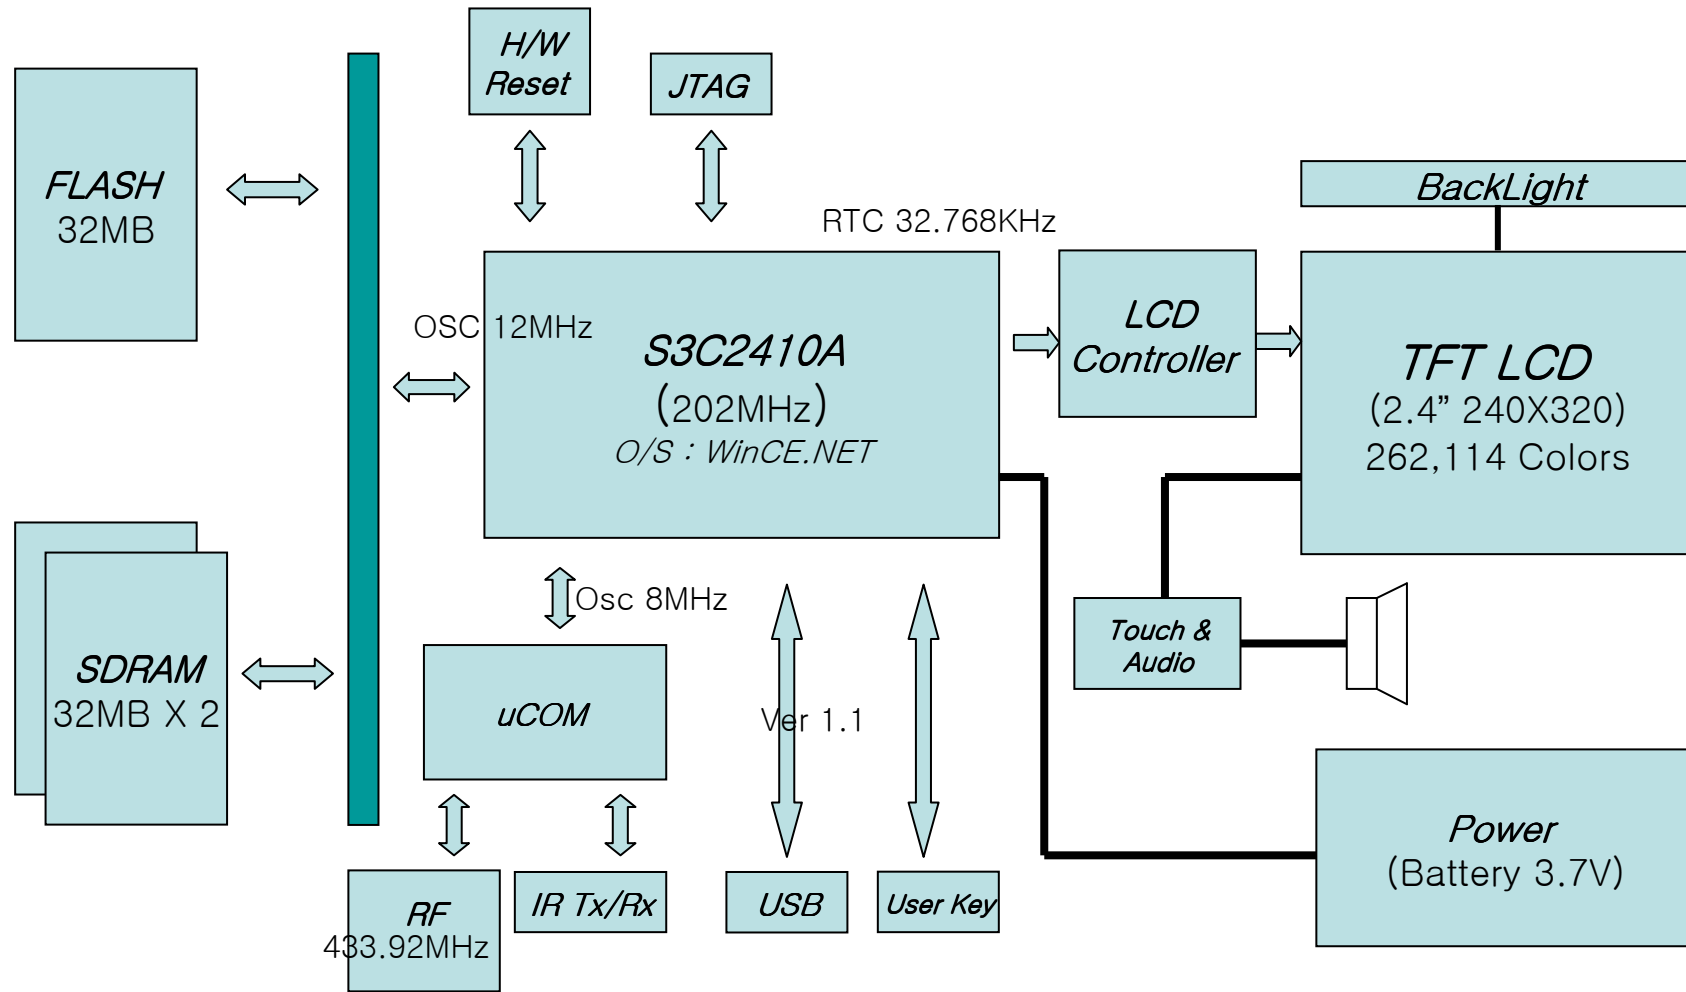 H/W
Reset
JTAG
FLASH
32MB
BackLight
RTC 32.768KHz
OSC 12MHz
S3C2410A
(202MHz)
O/S : WinCE.NET
LCD
Controller
TFT LCD
(2.4” 240X320)
262,114 Colors
Osc 8MHz
Touch &
Audio
SDRAM
32MB X 2
uCOM
Ver 1.1
Power
(Battery 3.7V)
RF
433.92MHz
IR Tx/Rx
USB
User Key